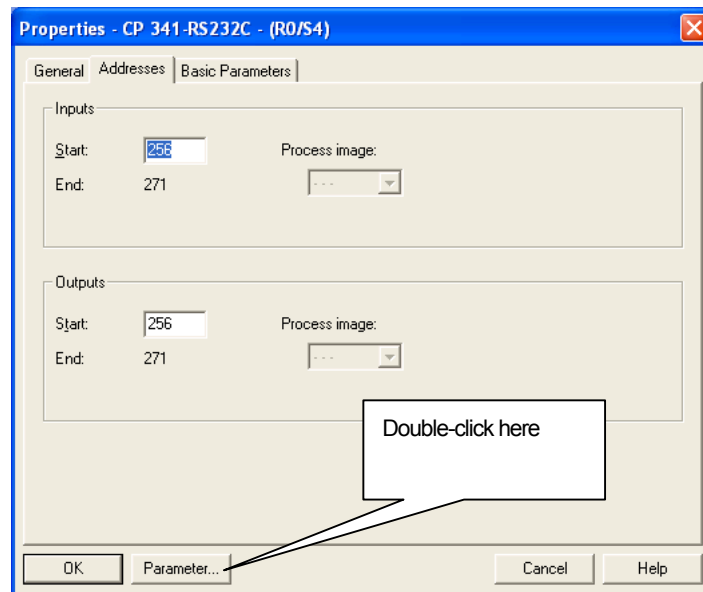 Properties - CP 341-RS232C - (R0/S4)
General Addresses Basic Parameters
Inputs
Start: 256 Process image:
End: 271 ---
Outputs
Start: 256 Process image:
End: 271 ---
Double-click here
OK Parameter... Cancel Help